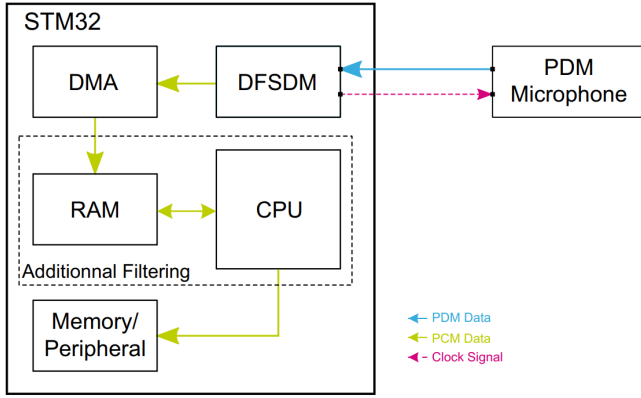 STM32
DMA
DFSDM
PDM
Microphone
RAM
CPU
Additionnal Filtering
Memory/
Peripheral
PDM Data
PCM Data
Clock Signal